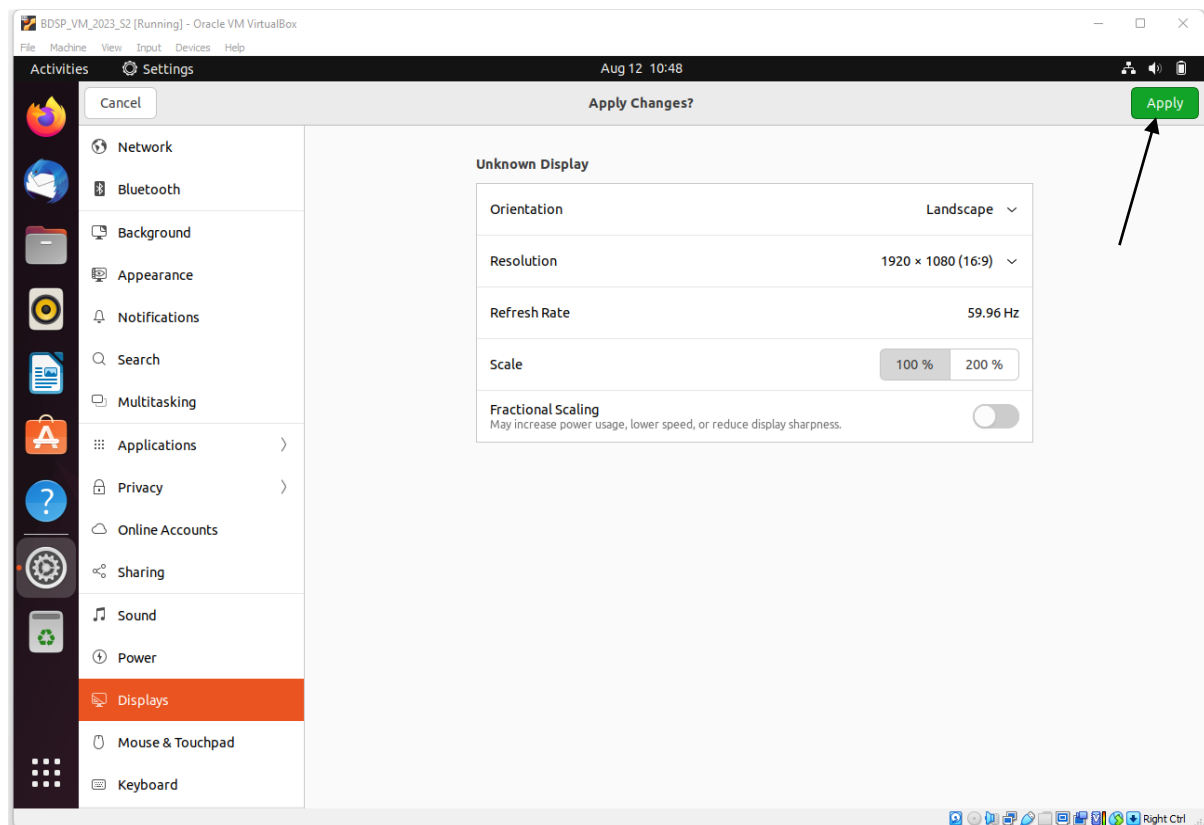 BDSP_VM_2023_S2 [Running] - Oracle VM VirtualBox
File Machine View Input Devices Help
Activities Settings Aug 12 10:48
Cancel Apply Changes? Apply
Network
Bluetooth
Background
Appearance
Notifications
Search
Multitasking
Applications
Privacy
Online Accounts
Sharing
Sound
Power
Displays
Mouse & Touchpad
Keyboard
Unknown Display
Orientation Landscape
Resolution 1920 × 1080 (16:9)
Refresh Rate 59.96 Hz
Scale 100 % 200 %
Fractional Scaling
May increase power usage, lower speed, or reduce display sharpness.
Right Ctrl